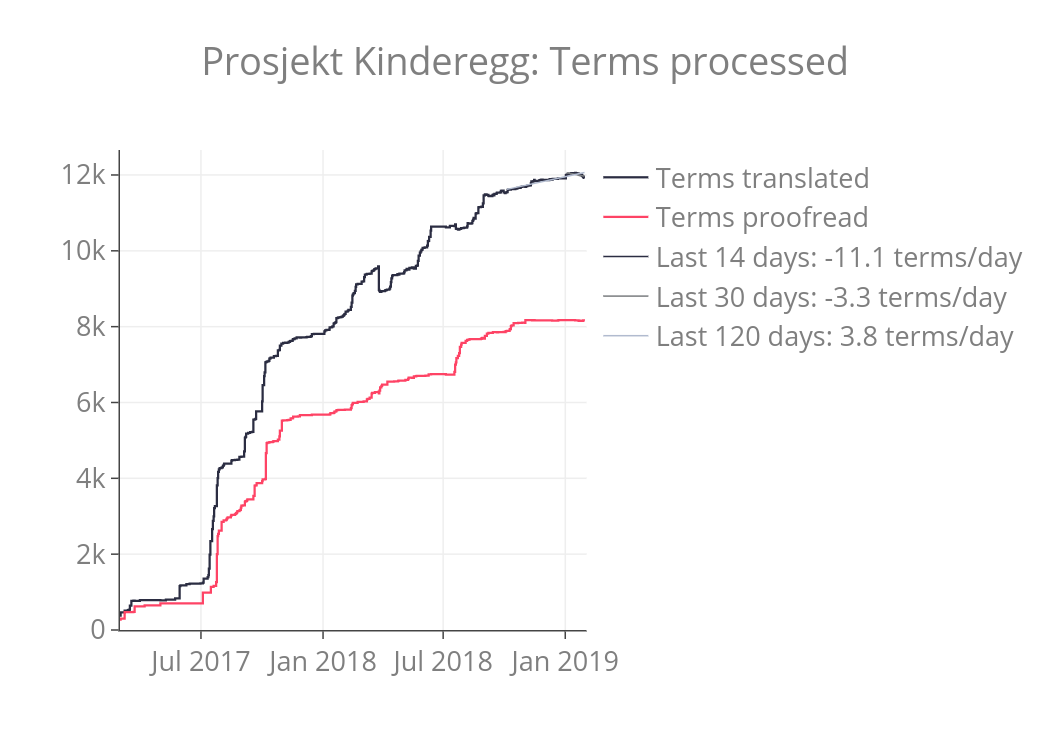 Prosjekt Kinderegg: Terms processed
12k
10k
8k
6k
4k
2k
0
Jul 2017
Jan 2018
Jul 2018
Jan 2019
Terms translated
Terms proofread
Last 14 days: -11.1 terms/day
Last 30 days: -3.3 terms/day
Last 120 days: 3.8 terms/day